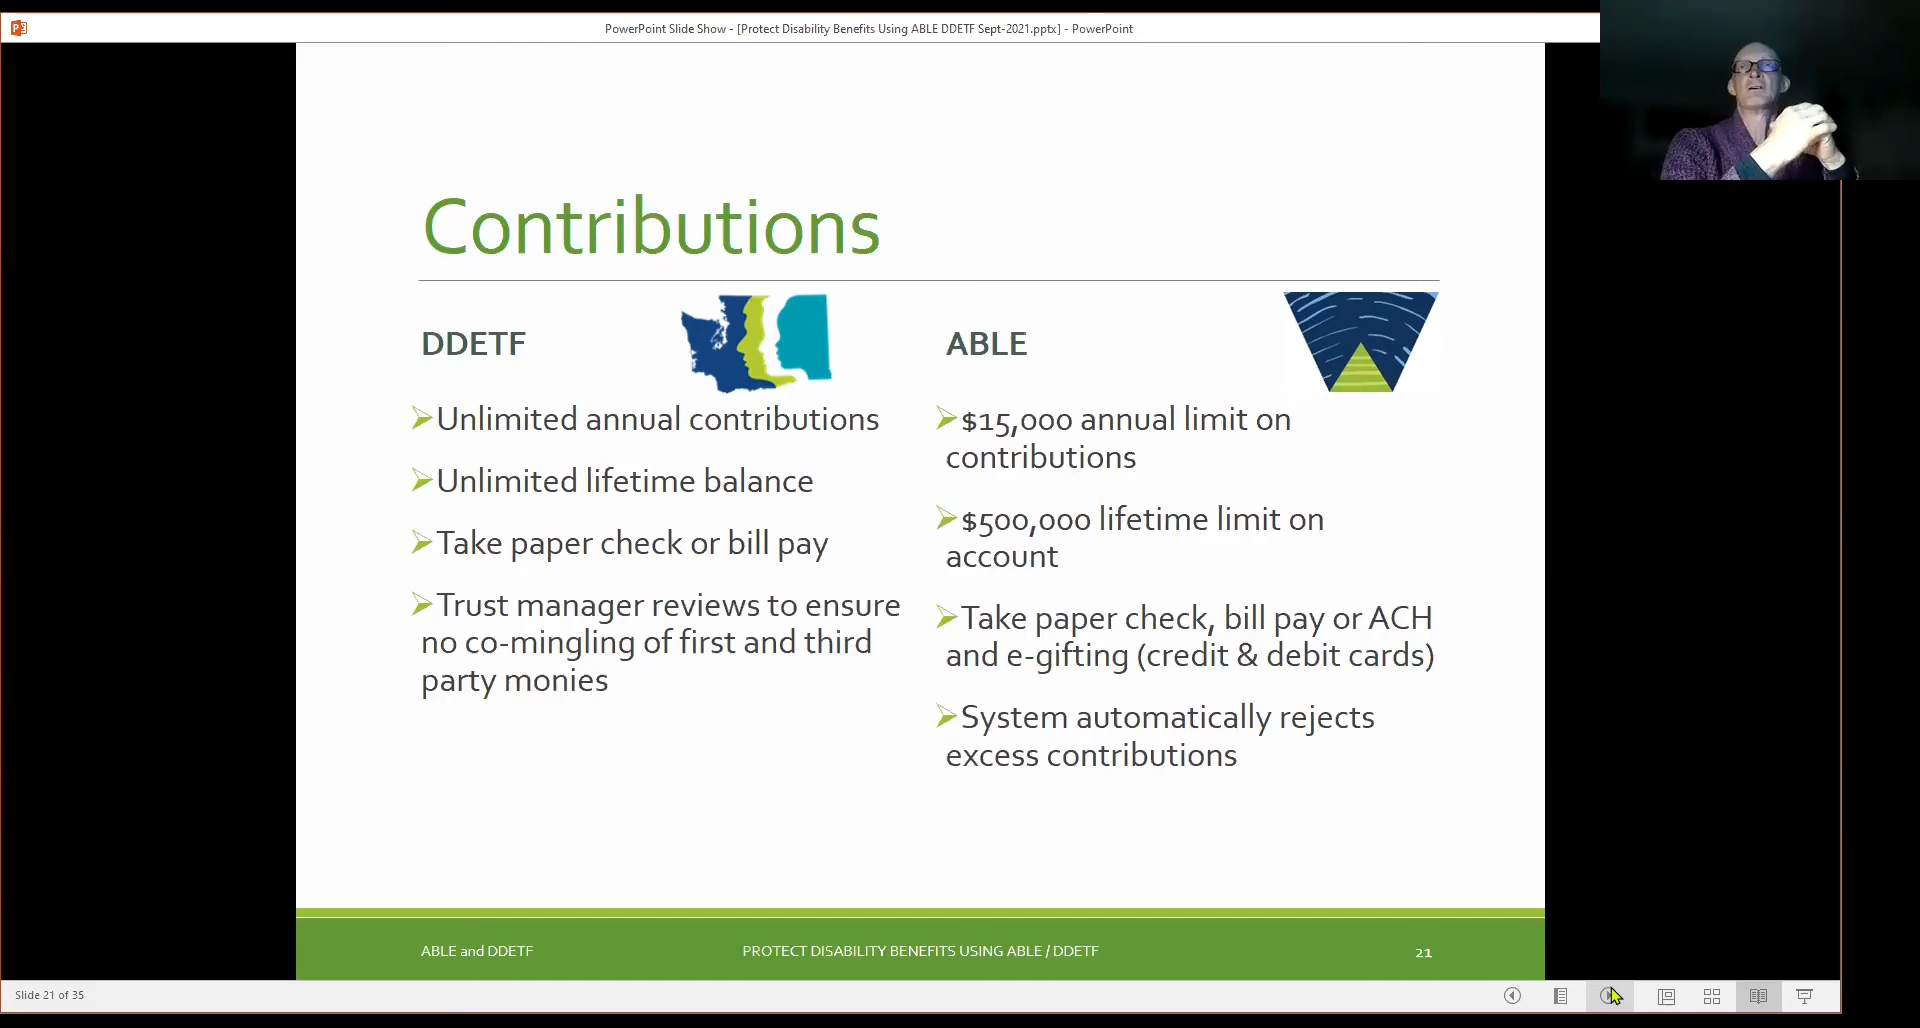 PowerPoint Slide Show - [Protect Disability Benefits Using ABLE DDETF Sept-2021.pptx] - PowerPoint
Contributions
DDETF
➢Unlimited annual contributions
➢Unlimited lifetime balance
➢Take paper check or bill pay
➢Trust manager reviews to ensure
no co-mingling of first and third
party monies
ABLE
➢$15,000 annual limit on
contributions
➢$500,000 lifetime limit on
account
➢Take paper check, bill pay or ACH
and e-gifting (credit & debit cards)
➢System automatically rejects
excess contributions
ABLE and DDETF
PROTECT DISABILITY BENEFITS USING ABLE / DDETF
21
Slide 21 of 35